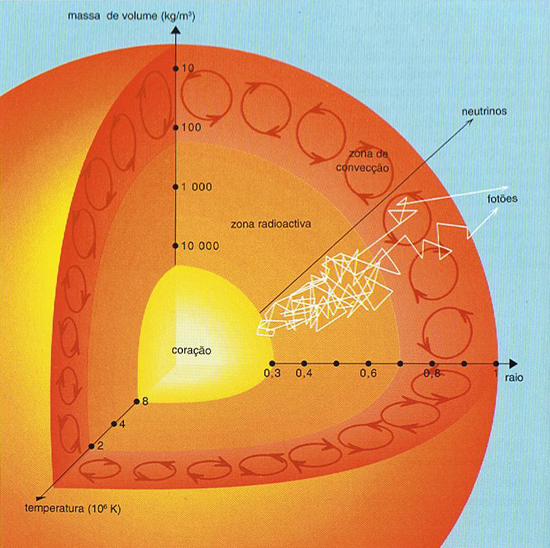 massa de volume (kg/m³)
10
100
neutrinos
zona de
convecção
1 000
fotões
zona radioactiva
10 000
coração
0,3 0,4 0,6 0,8 1 raio
8
4
2
temperatura (10⁶ K)